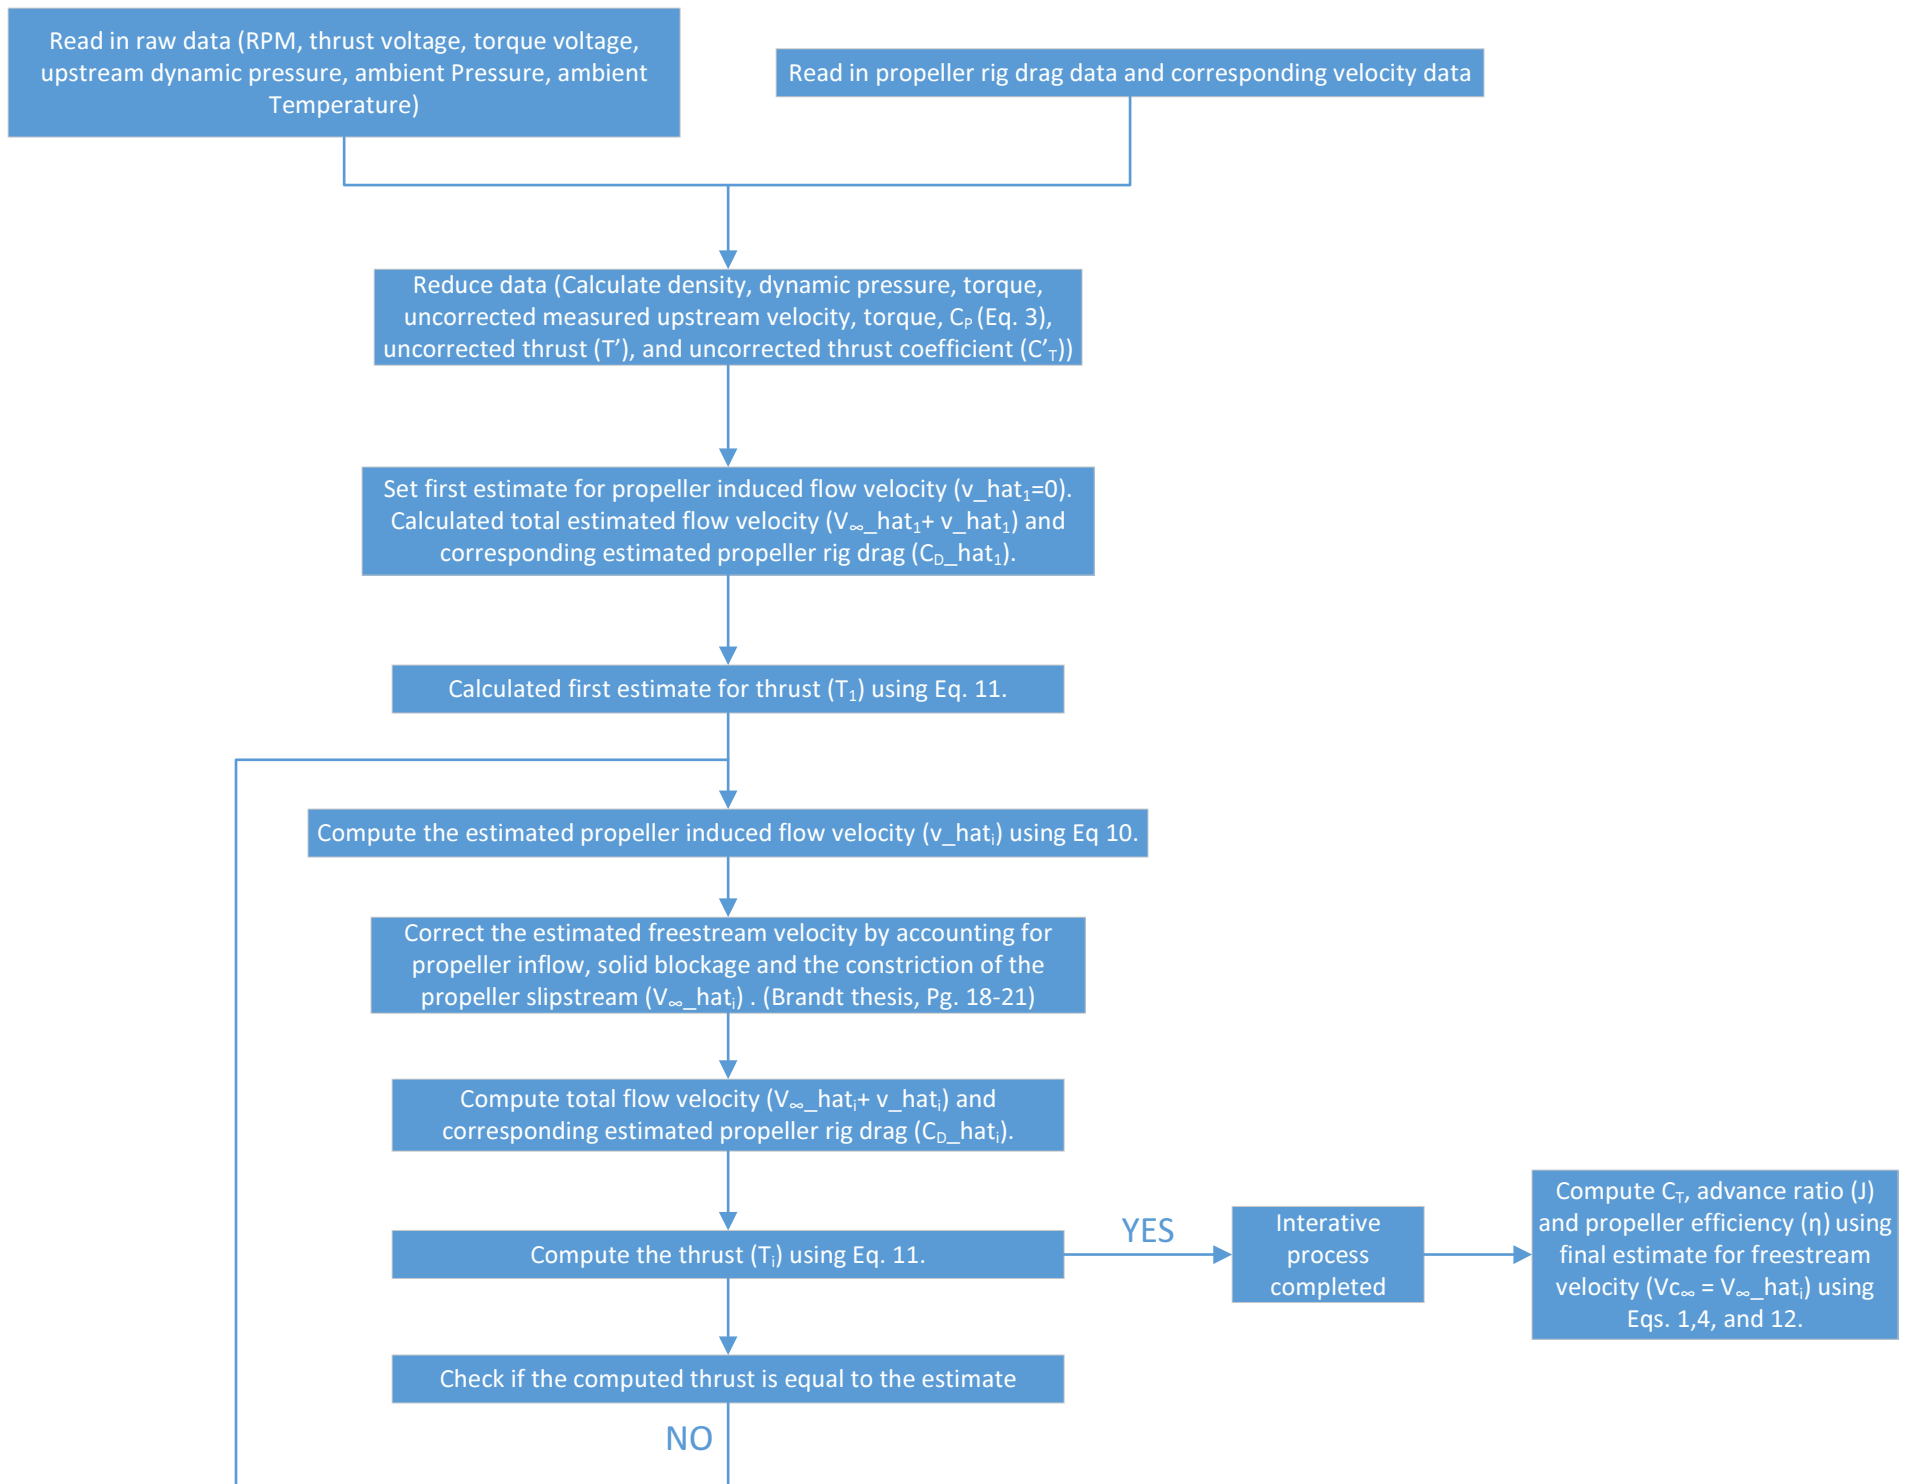 Read in raw data (RPM, thrust voltage, torque voltage,
upstream dynamic pressure, ambient Pressure, ambient
Temperature)
Read in propeller rig drag data and corresponding velocity data
Reduce data (Calculate density, dynamic pressure, torque,
uncorrected measured upstream velocity, torque, C_P (Eq. 3),
uncorrected thrust (T’), and uncorrected thrust coefficient (C’_T))
Set first estimate for propeller induced flow velocity (v_hat₁=0).
Calculated total estimated flow velocity (V∞_hat₁+ v_hat₁) and
corresponding estimated propeller rig drag (C_D_hat₁).
Calculated first estimate for thrust (T₁) using Eq. 11.
Compute the estimated propeller induced flow velocity (v_hatᵢ) using Eq 10.
Correct the estimated freestream velocity by accounting for
propeller inflow, solid blockage and the constriction of the
propeller slipstream (V∞_hatᵢ) . (Brandt thesis, Pg. 18-21)
Compute total flow velocity (V∞_hatᵢ+ v_hatᵢ) and
corresponding estimated propeller rig drag (C_D_hatᵢ).
Compute the thrust (Tᵢ) using Eq. 11.
YES
Interative
process
completed
Compute C_T, advance ratio (J)
and propeller efficiency (η) using
final estimate for freestream
velocity (Vc∞ = V∞_hatᵢ) using
Eqs. 1,4, and 12.
Check if the computed thrust is equal to the estimate
NO